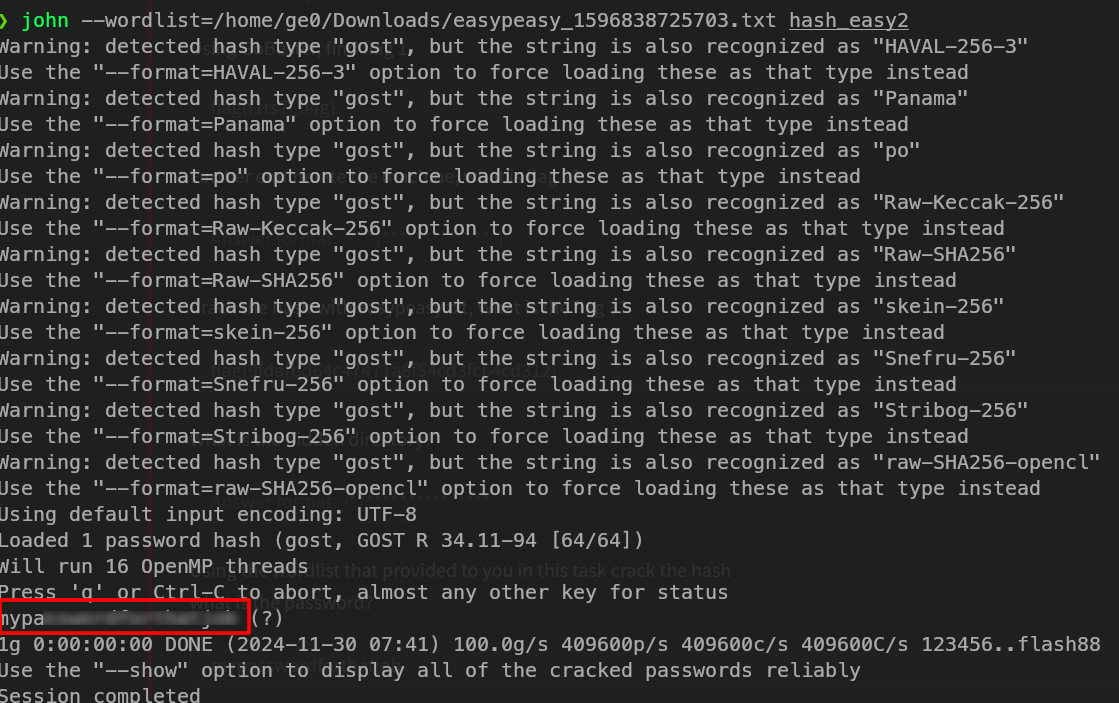 ❯ john --wordlist=/home/ge0/Downloads/easypeasy_1596838725703.txt hash_easy2
Warning: detected hash type "gost", but the string is also recognized as "HAVAL-256-3"
Use the "--format=HAVAL-256-3" option to force loading these as that type instead
Warning: detected hash type "gost", but the string is also recognized as "Panama"
Use the "--format=Panama" option to force loading these as that type instead
Warning: detected hash type "gost", but the string is also recognized as "po"
Use the "--format=po" option to force loading these as that type instead
Warning: detected hash type "gost", but the string is also recognized as "Raw-Keccak-256"
Use the "--format=Raw-Keccak-256" option to force loading these as that type instead
Warning: detected hash type "gost", but the string is also recognized as "Raw-SHA256"
Use the "--format=Raw-SHA256" option to force loading these as that type instead
Warning: detected hash type "gost", but the string is also recognized as "skein-256"
Use the "--format=skein-256" option to force loading these as that type instead
Warning: detected hash type "gost", but the string is also recognized as "Snefru-256"
Use the "--format=Snefru-256" option to force loading these as that type instead
Warning: detected hash type "gost", but the string is also recognized as "Stribog-256"
Use the "--format=Stribog-256" option to force loading these as that type instead
Warning: detected hash type "gost", but the string is also recognized as "raw-SHA256-opencl"
Use the "--format=raw-SHA256-opencl" option to force loading these as that type instead
Using default input encoding: UTF-8
Loaded 1 password hash (gost, GOST R 34.11-94 [64/64])
Will run 16 OpenMP threads
Using the wordlist that provided to you in this task crack the hash
Press 'q' or Ctrl-C to abort, almost any other key for status
what is the password?
mypa (?)
1g 0:00:00:00 DONE (2024-11-30 07:41) 100.0g/s 409600p/s 409600c/s 409600C/s 123456..flash88
Use the "--show" option to display all of the cracked passwords reliably
Session completed